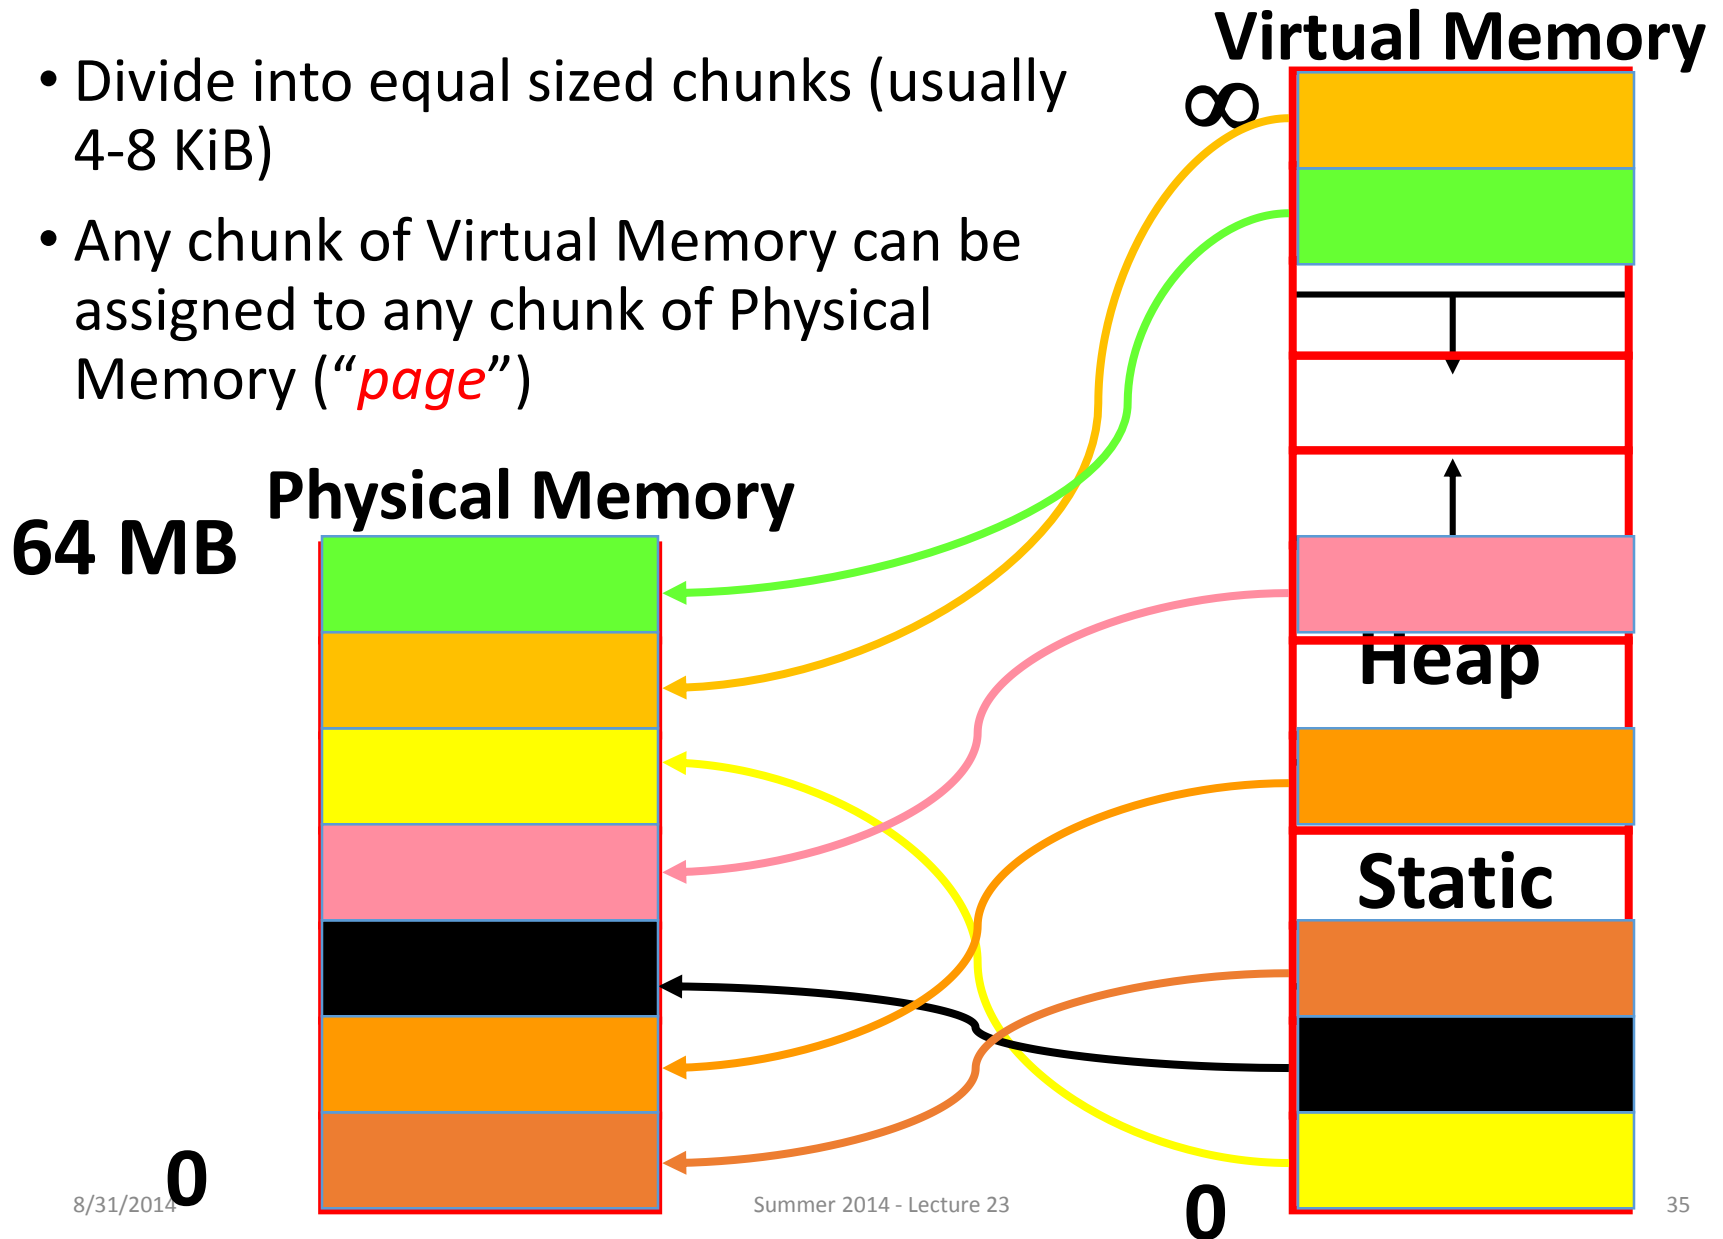 Virtual Memory
• Divide into equal sized chunks (usually
4-8 KiB)
• Any chunk of Virtual Memory can be
assigned to any chunk of Physical
Memory (“page”)
∞
Physical Memory
64 MB
Heap
Static
0
0
8/31/2014
Summer 2014 - Lecture 23
35